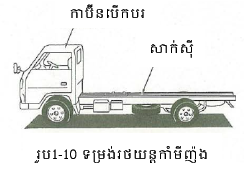 កាប៊ីនបើកបរ
សាក់ស៊ី
រូប1-10 ទម្រង់រថយន្តកាំមីញ៉ុង